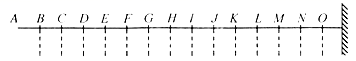 A B C D E F G H I J K L M N O